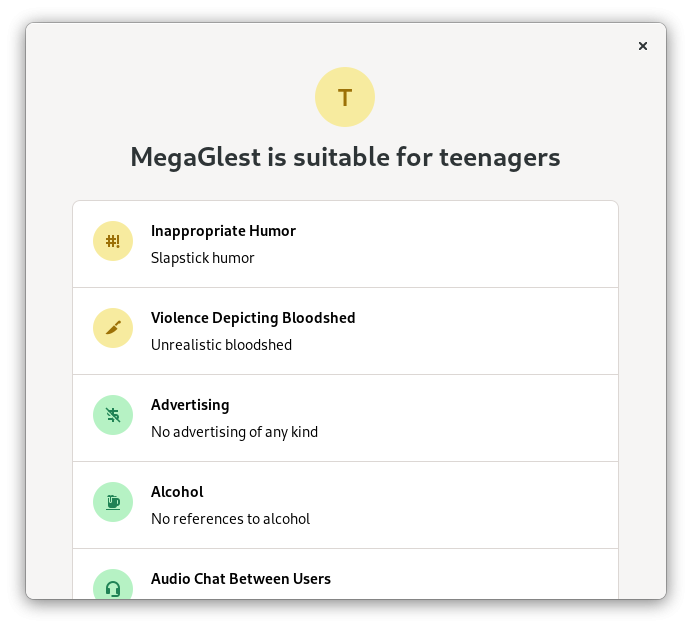 T
MegaGlest is suitable for teenagers
Inappropriate Humor
Slapstick humor
Violence Depicting Bloodshed
Unrealistic bloodshed
Advertising
No advertising of any kind
Alcohol
No references to alcohol
Audio Chat Between Users